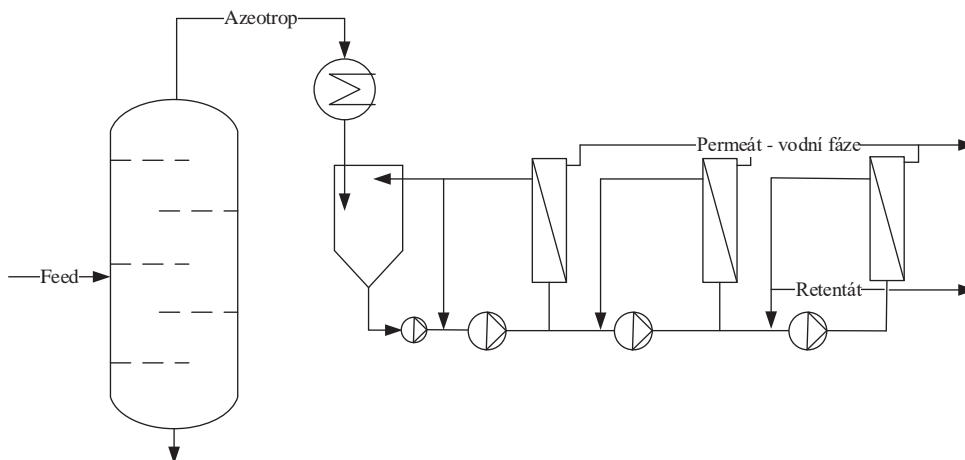 Azeotrop
Permeát - vodní fáze
Feed
Retentát